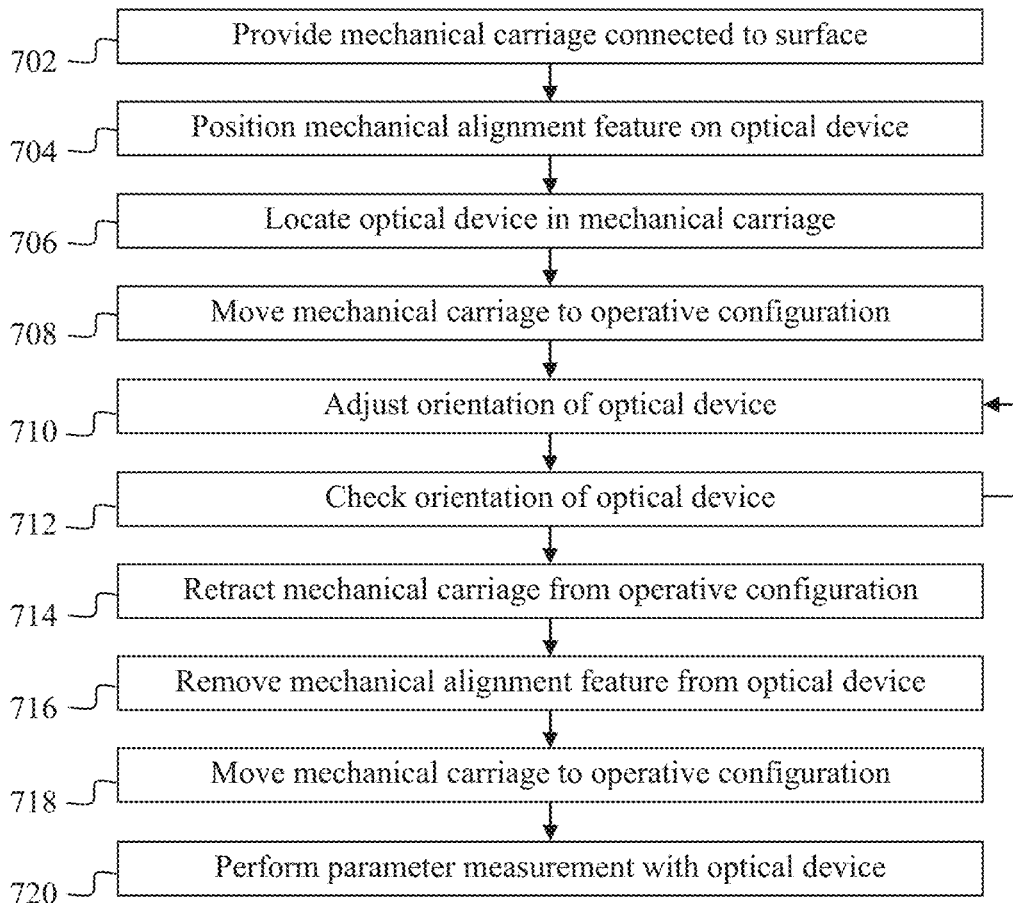 Provide mechanical carriage connected to surface
702
Position mechanical alignment feature on optical device
704
Locate optical device in mechanical carriage
706
Move mechanical carriage to operative configuration
708
Adjust orientation of optical device
710
Check orientation of optical device
712
Retract mechanical carriage from operative configuration
714
Remove mechanical alignment feature from optical device
716
Move mechanical carriage to operative configuration
718
Perform parameter measurement with optical device
720